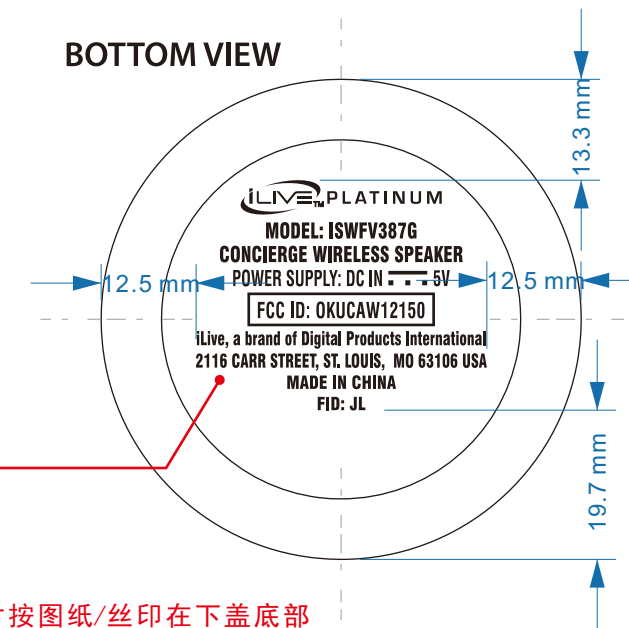 BOTTOM VIEW
13.3 mm
iLIVE™ PLATINUM
MODEL: ISWFV387G
CONCIERGE WIRELESS SPEAKER
POWER SUPPLY: DC IN 5V
12.5 mm
12.5 mm
FCC ID: OKUCAW12150
iLive, a brand of Digital Products International
2116 CARR STREET, ST. LOUIS, MO 63106 USA
MADE IN CHINA
FID: JL
19.7 mm
按图纸/丝印在下盖底部